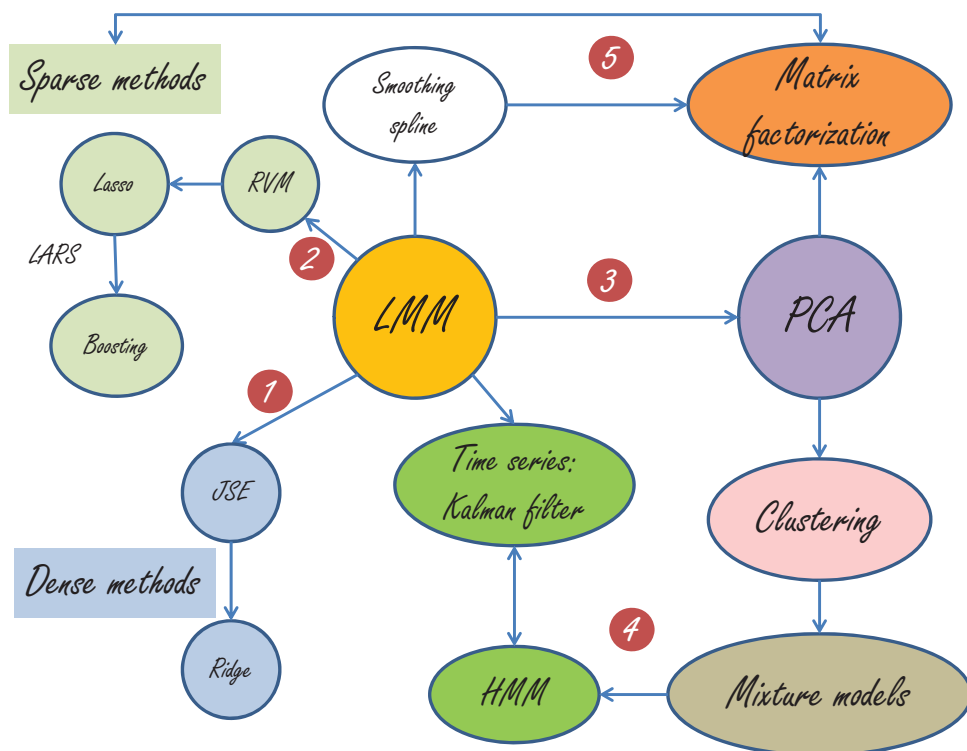 Sparse methods
Smoothing
spline
5
Matrix
factorization
Lasso
RVM
LARS
2
3
LMM
PCA
Boosting
1
JSE
Time series:
Kalman filter
Clustering
Dense methods
4
Ridge
HMM
Mixture models